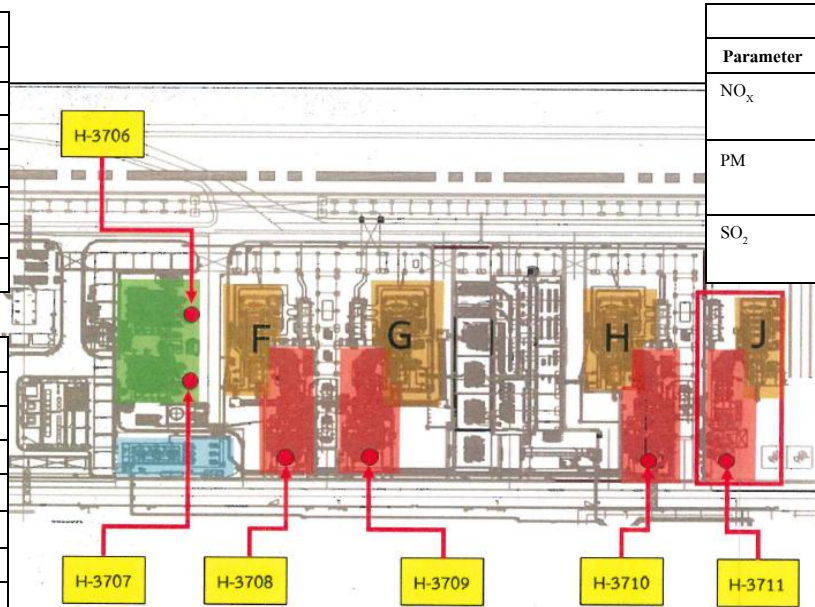 Parameter
NOX
PM
SO2
H-3706
F
G
H
J
H-3707
H-3708
H-3709
H-3710
H-3711